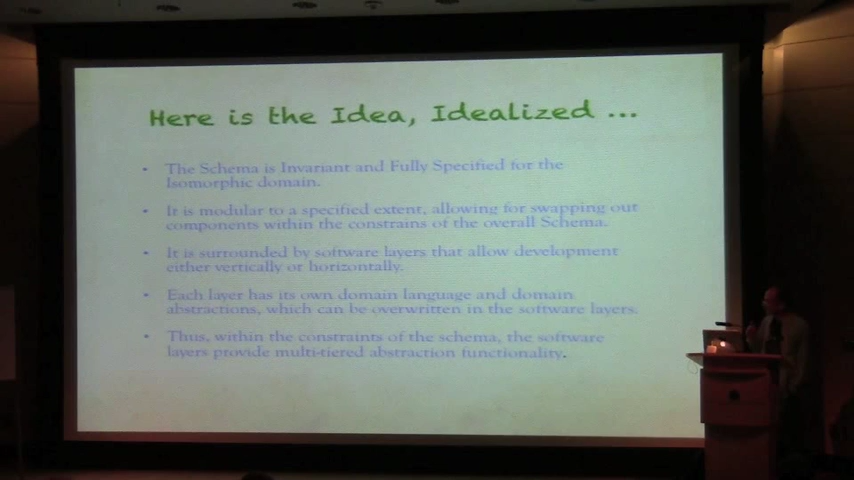 Here is the Idea, Idealized ...
• The Schema is Invariant and Fully Specified for the
Isomorphic domain.
• It is modular to a specified extent, allowing for swapping out
components within the constrains of the overall Schema.
• It is surrounded by software layers that allow development
either vertically or horizontally.
• Each layer has its own domain language and domain
abstractions, which can be overwritten in the software layers.
• Thus, within the constraints of the schema, the software
layers provide multi-tiered abstraction functionality.